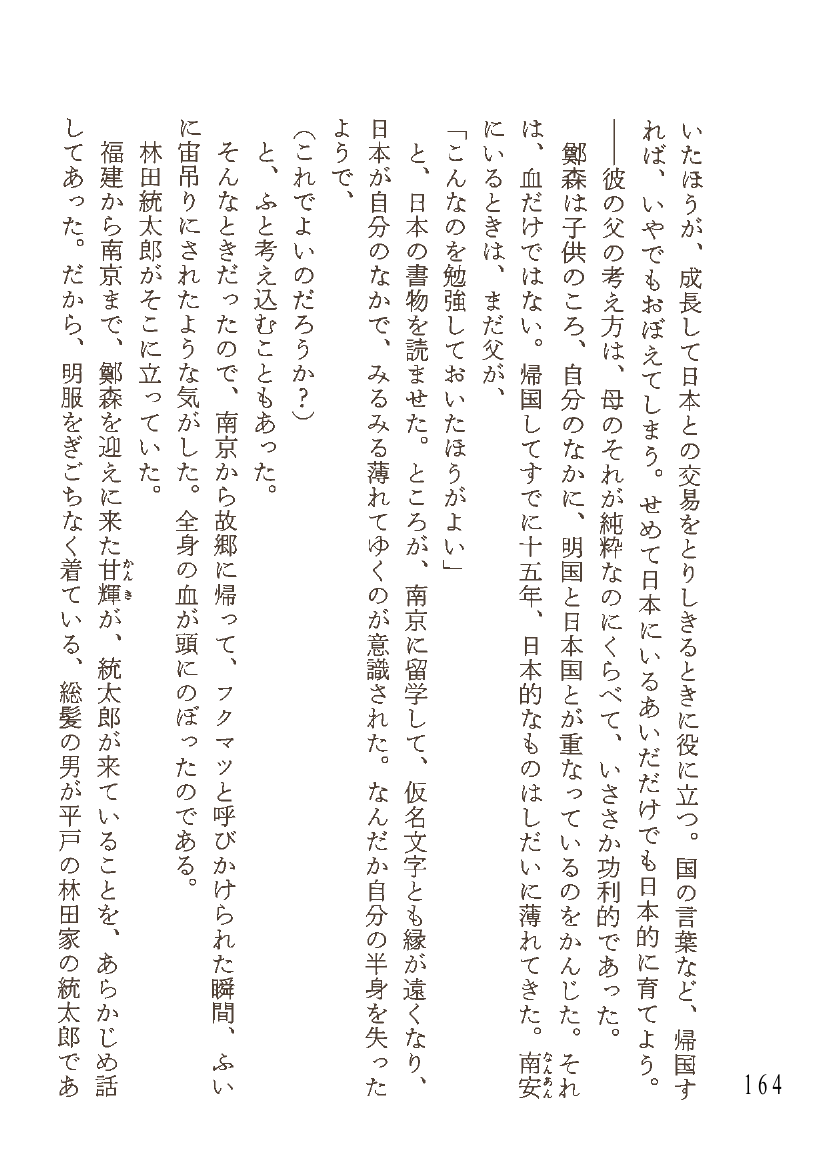 いたほうが、成長して日本との交易をとりしきるときに役に立つ。国の言葉など、帰国す
れば、いやでもおぼえてしまう。せめて日本にいるあいだだけでも日本的に育てよう。
――彼の父の考え方は、母のそれが純粋なのにくらべて、いささか功利的であった。
鄭森は子供のころ、自分のなかに、明国と日本国とが重なっているのをかんじた。それ
は、血だけではない。帰国してすでに十五年、日本的なものはしだいに薄れてきた。南安なんあん
にいるときは、まだ父が、
「こんなのを勉強しておいたほうがよい」
と、日本の書物を読ませた。ところが、南京に留学して、仮名文字とも縁が遠くなり、
日本が自分のなかで、みるみる薄れてゆくのが意識された。なんだか自分の半身を失った
ようで、
（これでよいのだろうか？）
と、ふと考え込むこともあった。
そんなときだったので、南京から故郷に帰って、フクマツと呼びかけられた瞬間、ふい
に宙吊りにされたような気がした。全身の血が頭にのぼったのである。
林田統太郎がそこに立っていた。
福建から南京まで、鄭森を迎えに来た甘輝かんきが、統太郎が来ていることを、あらかじめ話
してあった。だから、明服をぎごちなく着ている、総髪の男が平戸の林田家の統太郎であ
164